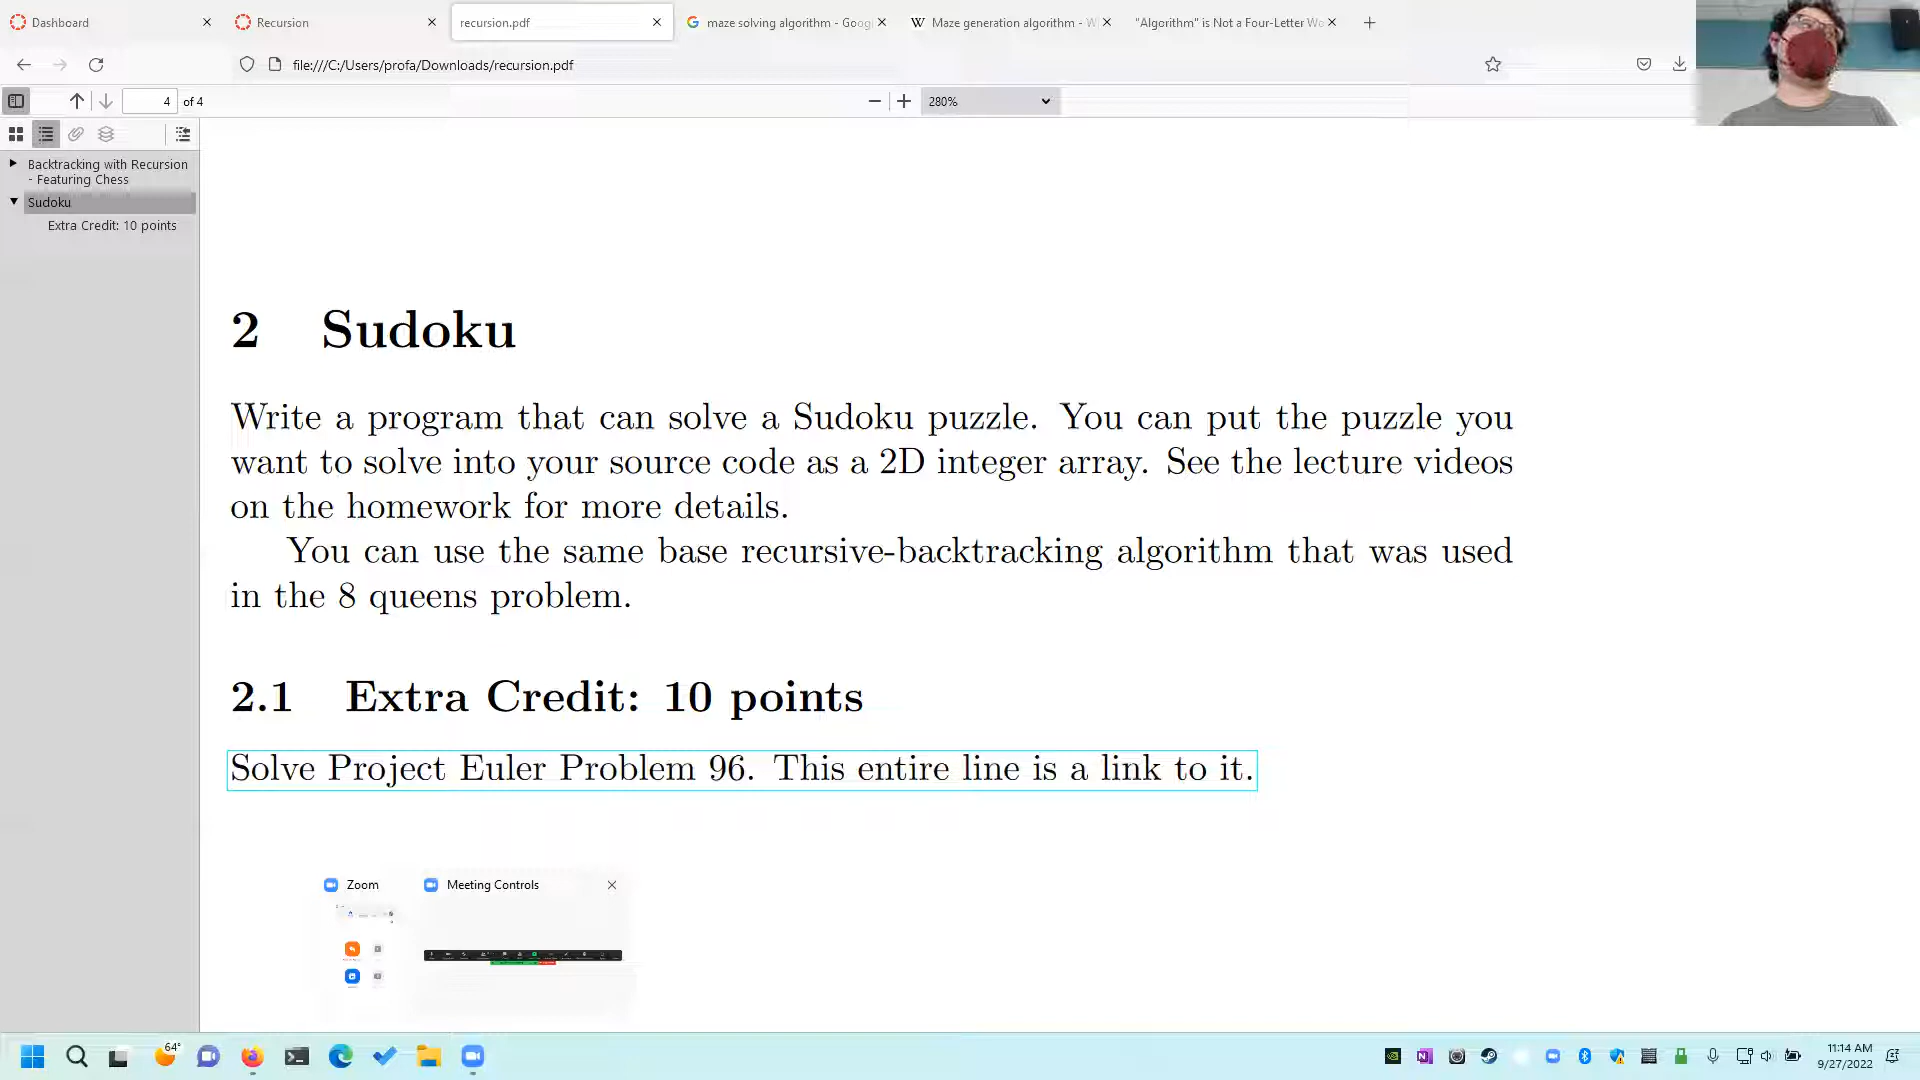 Dashboard
Recursion
recursion.pdf
maze solving algorithm - Goog
Maze generation algorithm - W
"Algorithm" is Not a Four-Letter Wo
file:///C:/Users/profa/Downloads/recursion.pdf
4 of 4
280%
Backtracking with Recursion
- Featuring Chess
Sudoku
Extra Credit: 10 points
2 Sudoku
Write a program that can solve a Sudoku puzzle. You can put the puzzle you
want to solve into your source code as a 2D integer array. See the lecture videos
on the homework for more details.
You can use the same base recursive-backtracking algorithm that was used
in the 8 queens problem.
2.1 Extra Credit: 10 points
Solve Project Euler Problem 96. This entire line is a link to it.
Zoom
Meeting Controls
64°
11:14 AM
9/27/2022